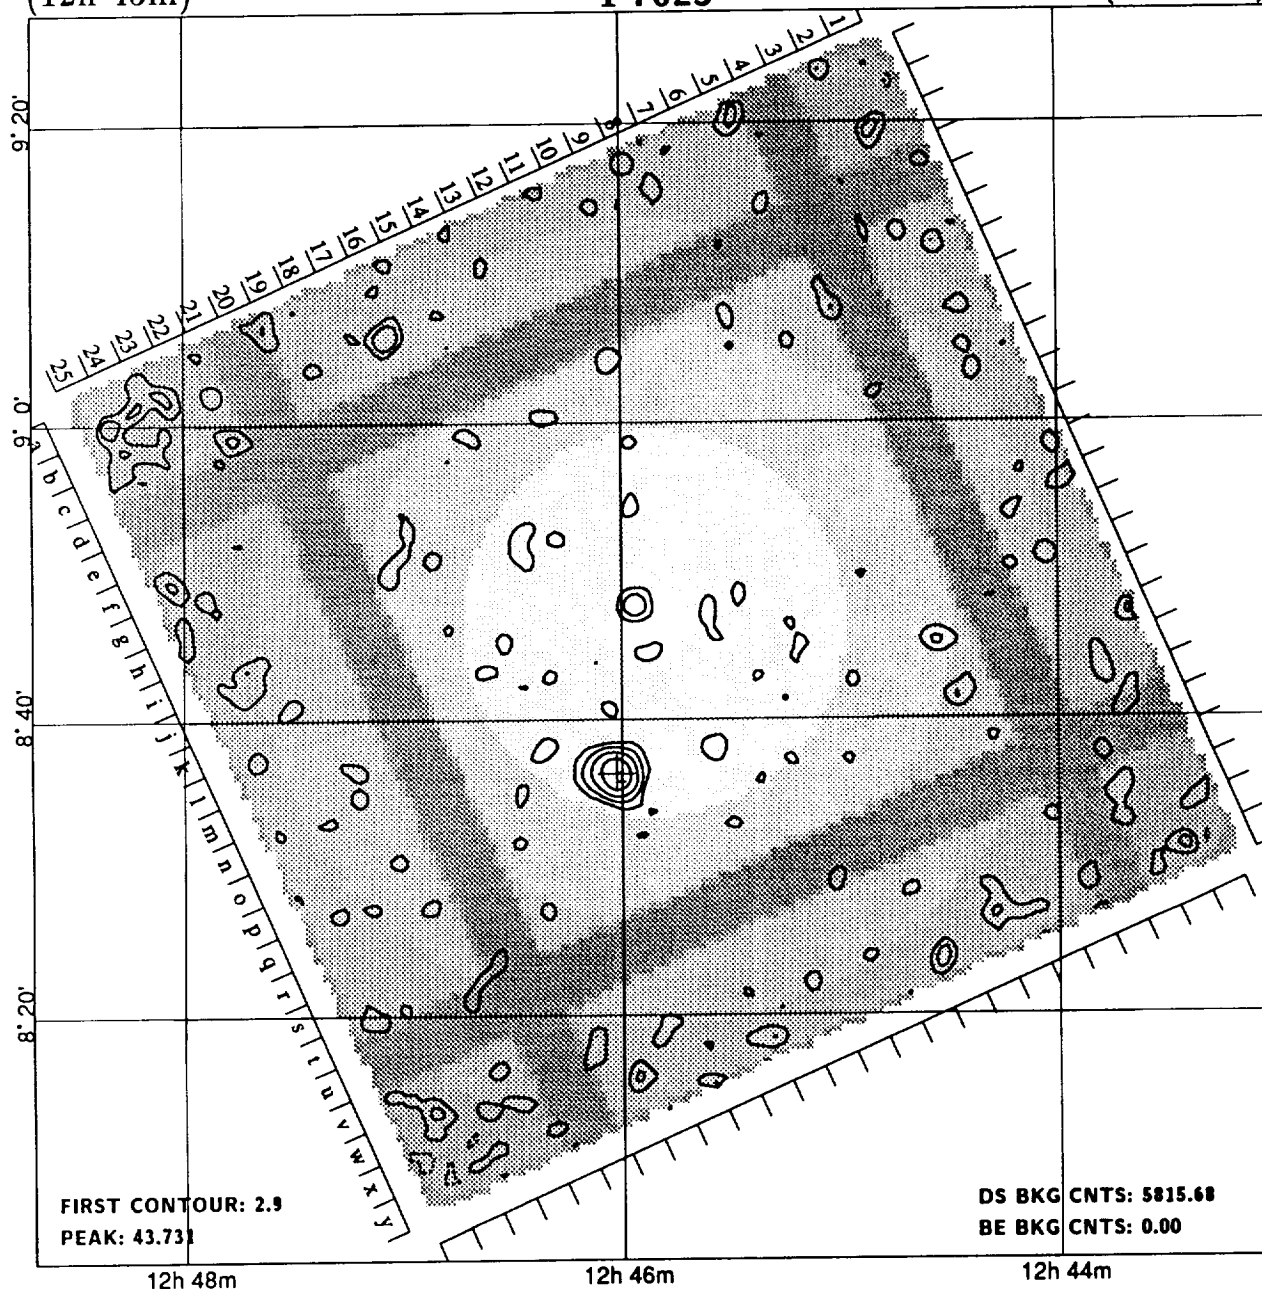 1 2 3 4 5 6 7 8 9 10 11 12 13 14 15 16 17 18 19 20 21 22 23 24 25
9° 20'
9° 0'
8° 40'
8° 20'
a b c d e f g h i j k l m n o p q r s t u v w x y
FIRST CONTOUR: 2.9
PEAK: 43.731
DS BKG CNTS: 5815.68
BE BKG CNTS: 0.00
12h 48m
12h 46m
12h 44m